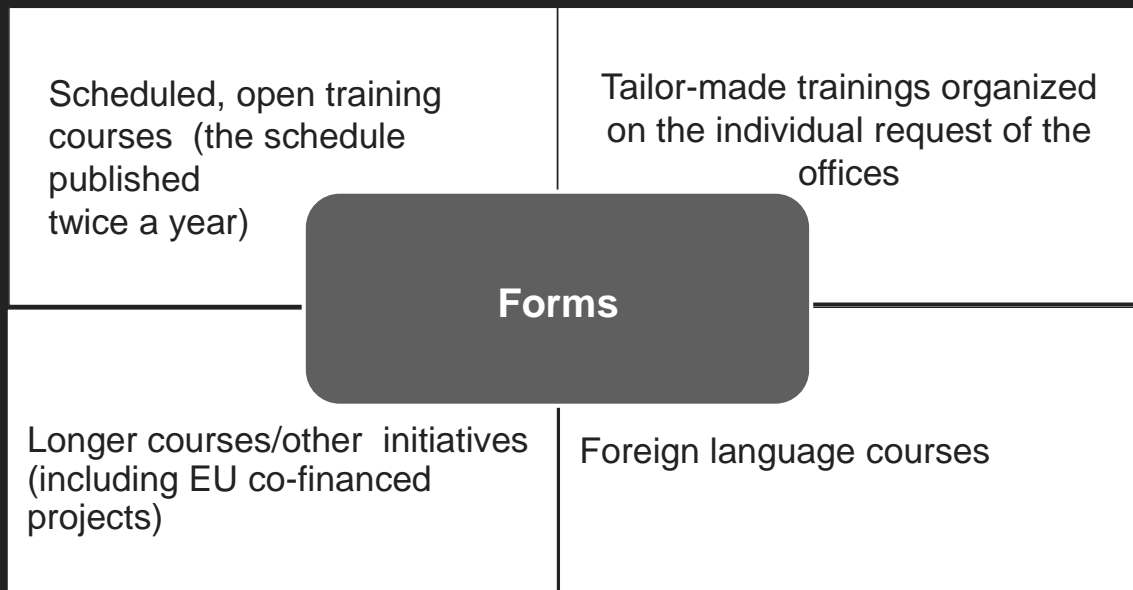 Scheduled, open training
courses  (the schedule
published
twice a year)
Tailor-made trainings organized
on the individual request of the
offices
Forms
Longer courses/other  initiatives
(including EU co-financed
projects)
Foreign language courses